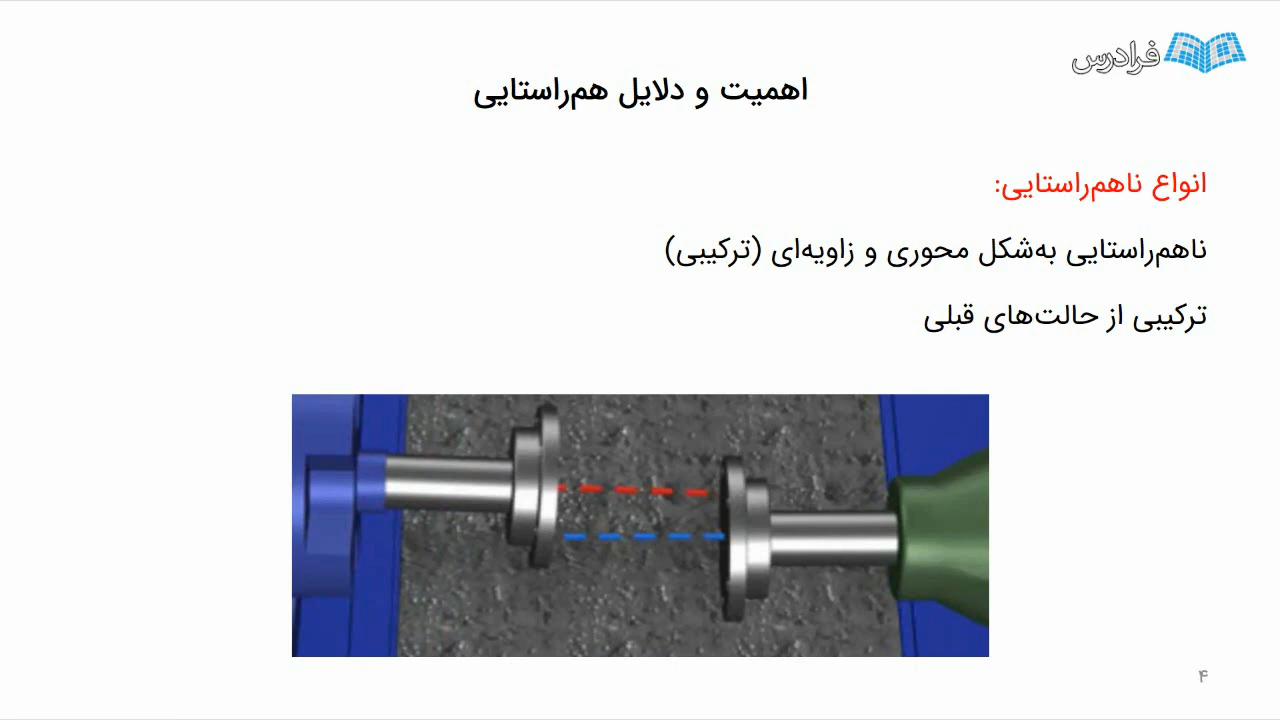 فرادرس
اهمیت و دلایل هم‌راستایی
انواع ناهم‌راستایی:
ناهم‌راستایی به‌شکل محوری و زاویه‌ای (ترکیبی)
ترکیبی از حالت‌های قبلی
۴